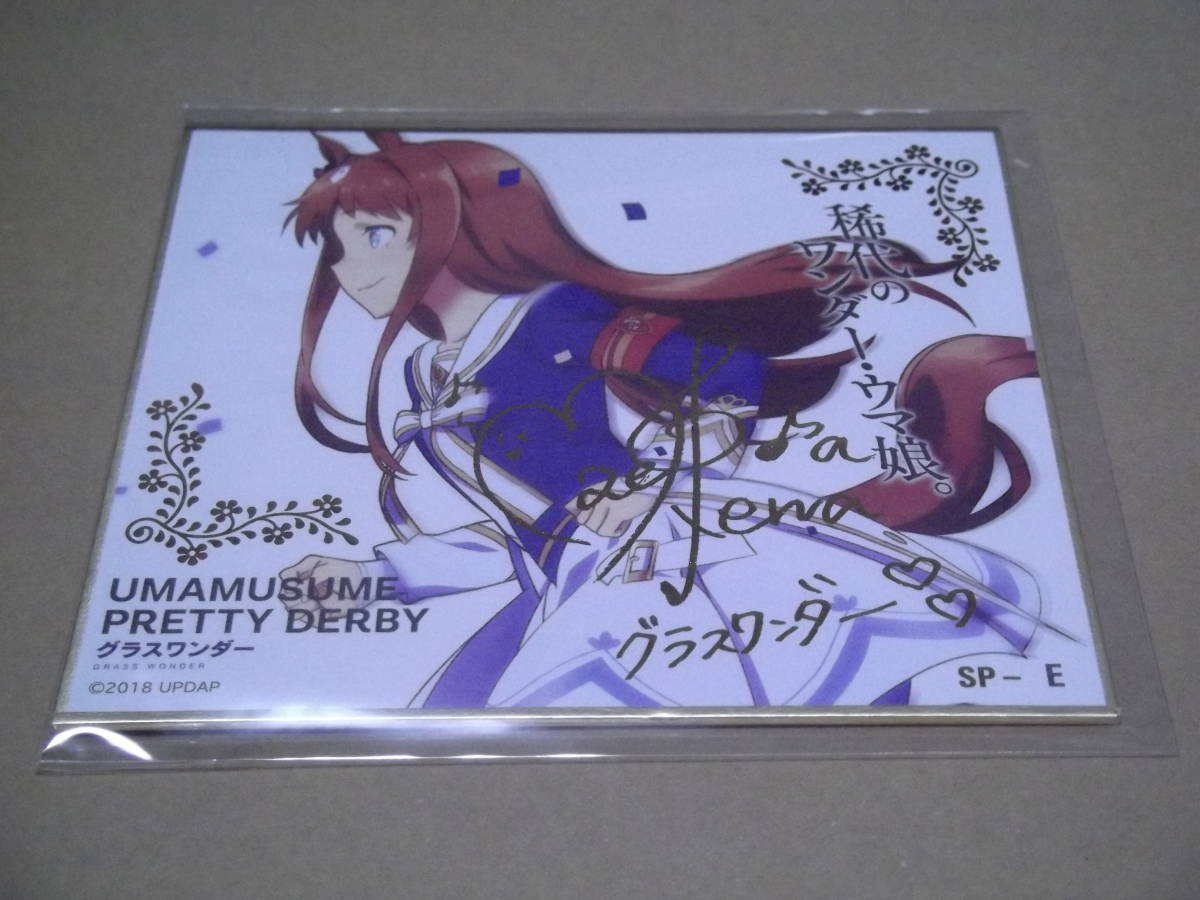 稀代の
ワンダー・ウマ娘。
UMAMUSUME
PRETTY DERBY
グラスワンダー
GRASS WONDER
©2018 UPDAP
グラスワンダー♡♡
SP- E